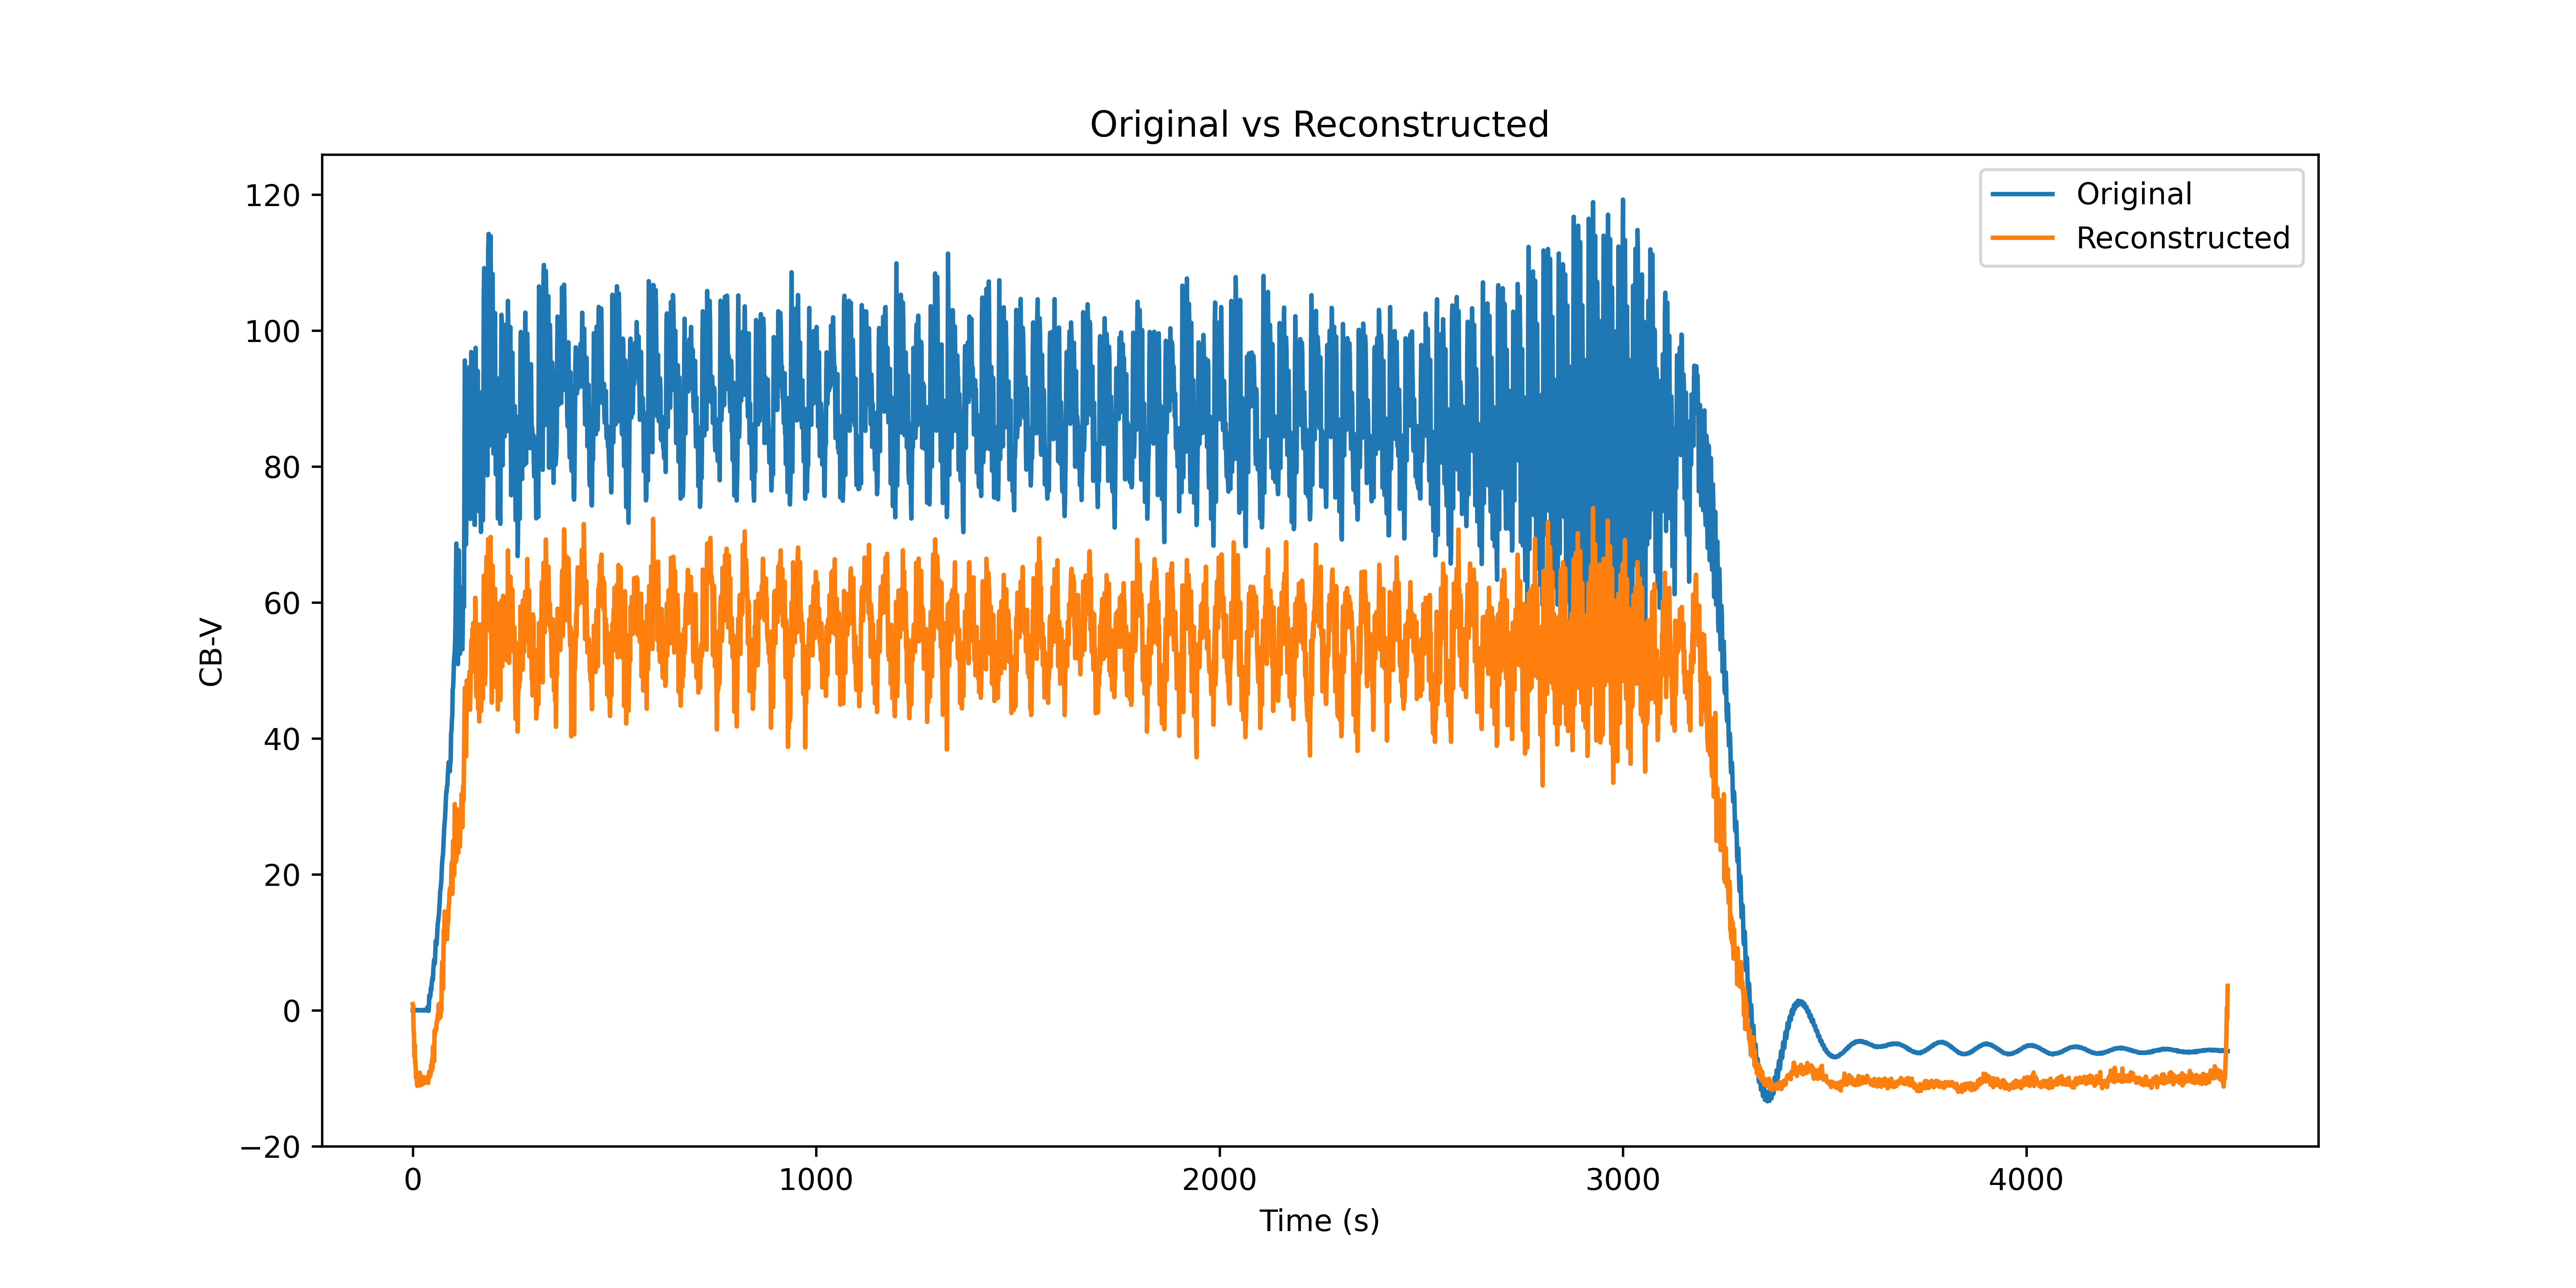 Original vs Reconstructed
Original
Reconstructed
120
100
80
60
40
20
0
−20
CB-V
0
1000
2000
3000
4000
Time (s)